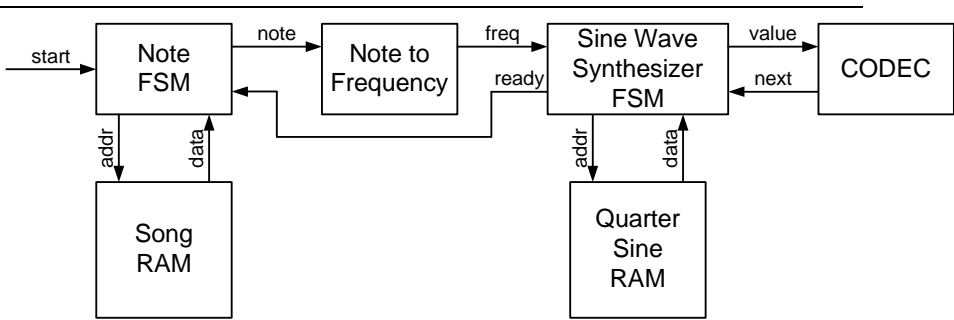 start
Note
FSM
note
Note to
Frequency
freq
ready
Sine Wave
Synthesizer
FSM
value
next
CODEC
addr
data
addr
data
Song
RAM
Quarter
Sine
RAM